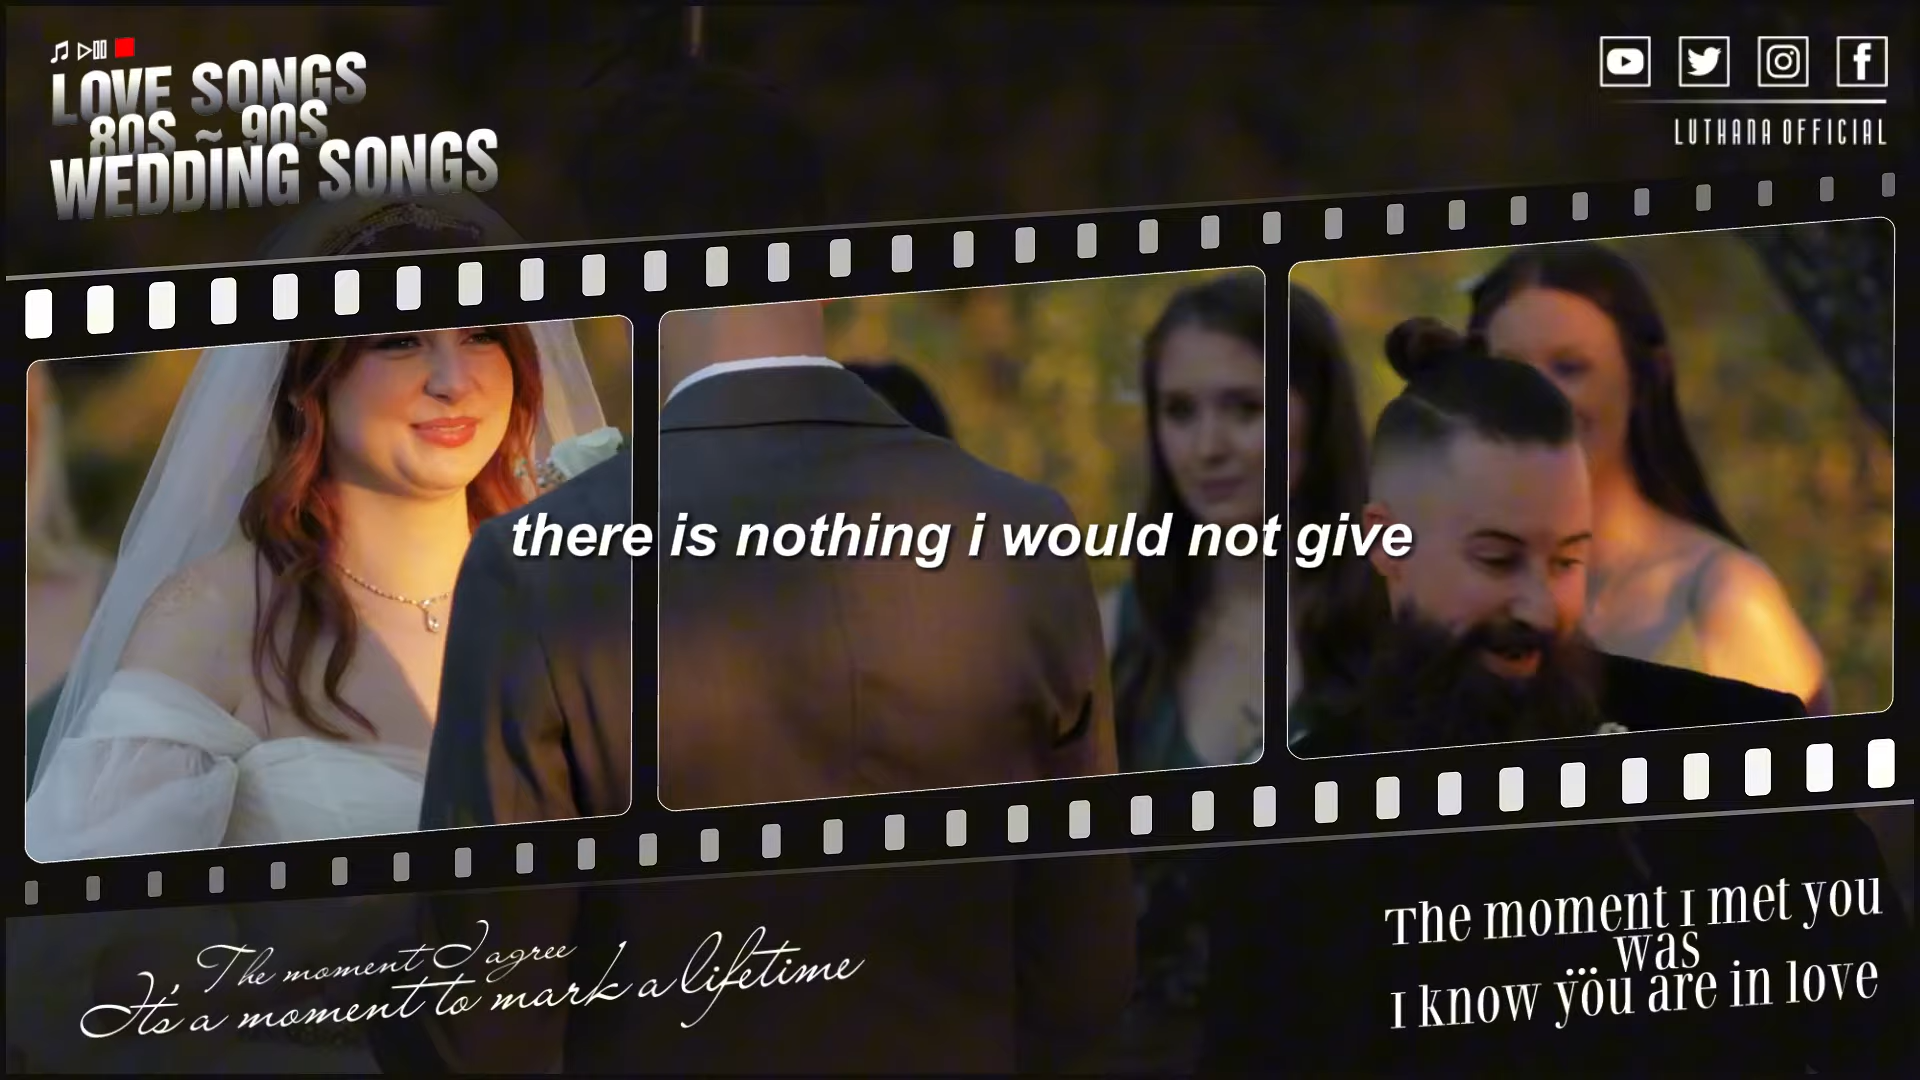 LOVE SONGS
80S ~ 90S
WEDDING SONGS
LUTHANA OFFICIAL
there is nothing i would not give
The moment I agree
It's a moment to mark a lifetime
The moment I met you
was
I know you are in love